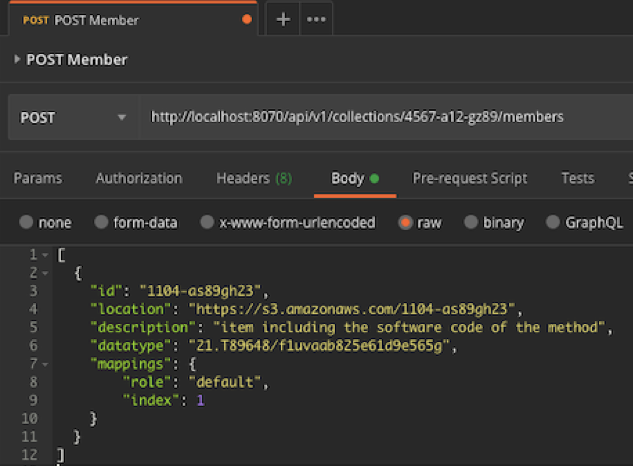 POST POST Member + •••
POST Member
POST http://localhost:8070/api/v1/collections/4567-a12-gz89/members
Params Authorization Headers (8) Body Pre-request Script Tests S
none form-data x-www-form-urlencoded raw binary GraphQL
1 [
2 {
3 "id": "1104-as89gh23",
4 "location": "https://s3.amazonaws.com/1104-as89gh23",
5 "description": "item including the software code of the method",
6 "datatype": "21.T89648/f1uvaab825e61d9e565g",
7 "mappings": {
8 "role": "default",
9 "index": 1
10 }
11 }
12 ]